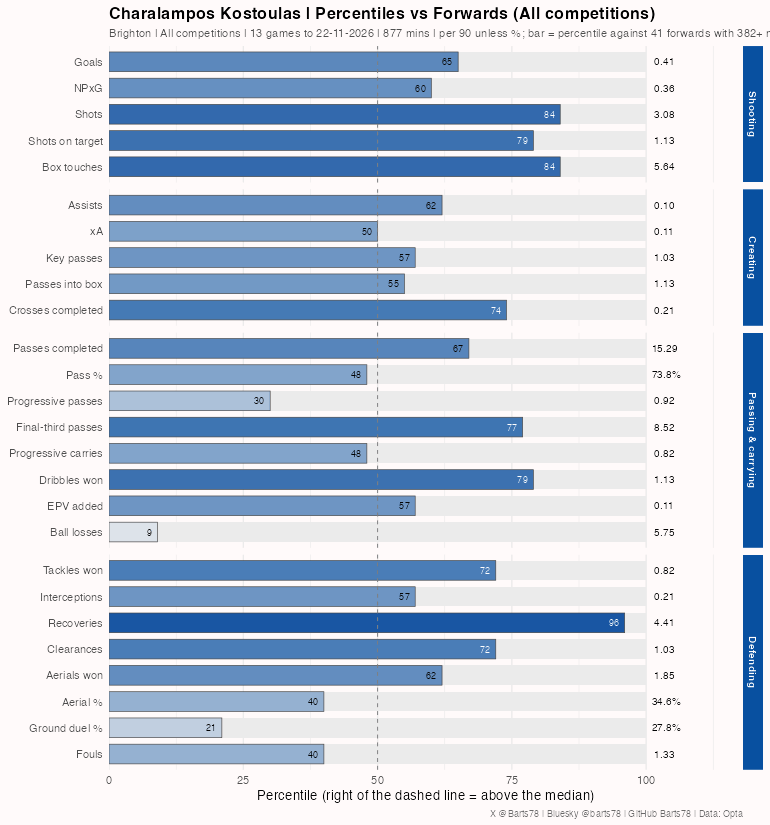 Charalampos Kostoulas | Percentiles vs Forwards (All competitions)
Brighton | All competitions | 13 games to 22-11-2026 | 877 mins | per 90 unless %; bar = percentile against 41 forwards with 382+
Goals 65 0.41
NPxG 60 0.36
Shots 84 3.08
Shots on target 79 1.13
Box touches 84 5.64
Shooting
Assists 62 0.10
xA 50 0.11
Key passes 57 1.03
Passes into box 55 1.13
Crosses completed 74 0.21
Creating
Passes completed 67 15.29
Pass % 48 73.8%
Progressive passes 30 0.92
Final-third passes 77 8.52
Progressive carries 48 0.82
Dribbles won 79 1.13
EPV added 57 0.11
Ball losses 9 5.75
Passing & carrying
Tackles won 72 0.82
Interceptions 57 0.21
Recoveries 96 4.41
Clearances 72 1.03
Aerials won 62 1.85
Aerial % 40 34.6%
Ground duel % 21 27.8%
Fouls 40 1.33
Defending
0 25 50 75 100
Percentile (right of the dashed line = above the median)
X @Barts78 | Bluesky @barts78 | GitHub Barts78 | Data: Opta